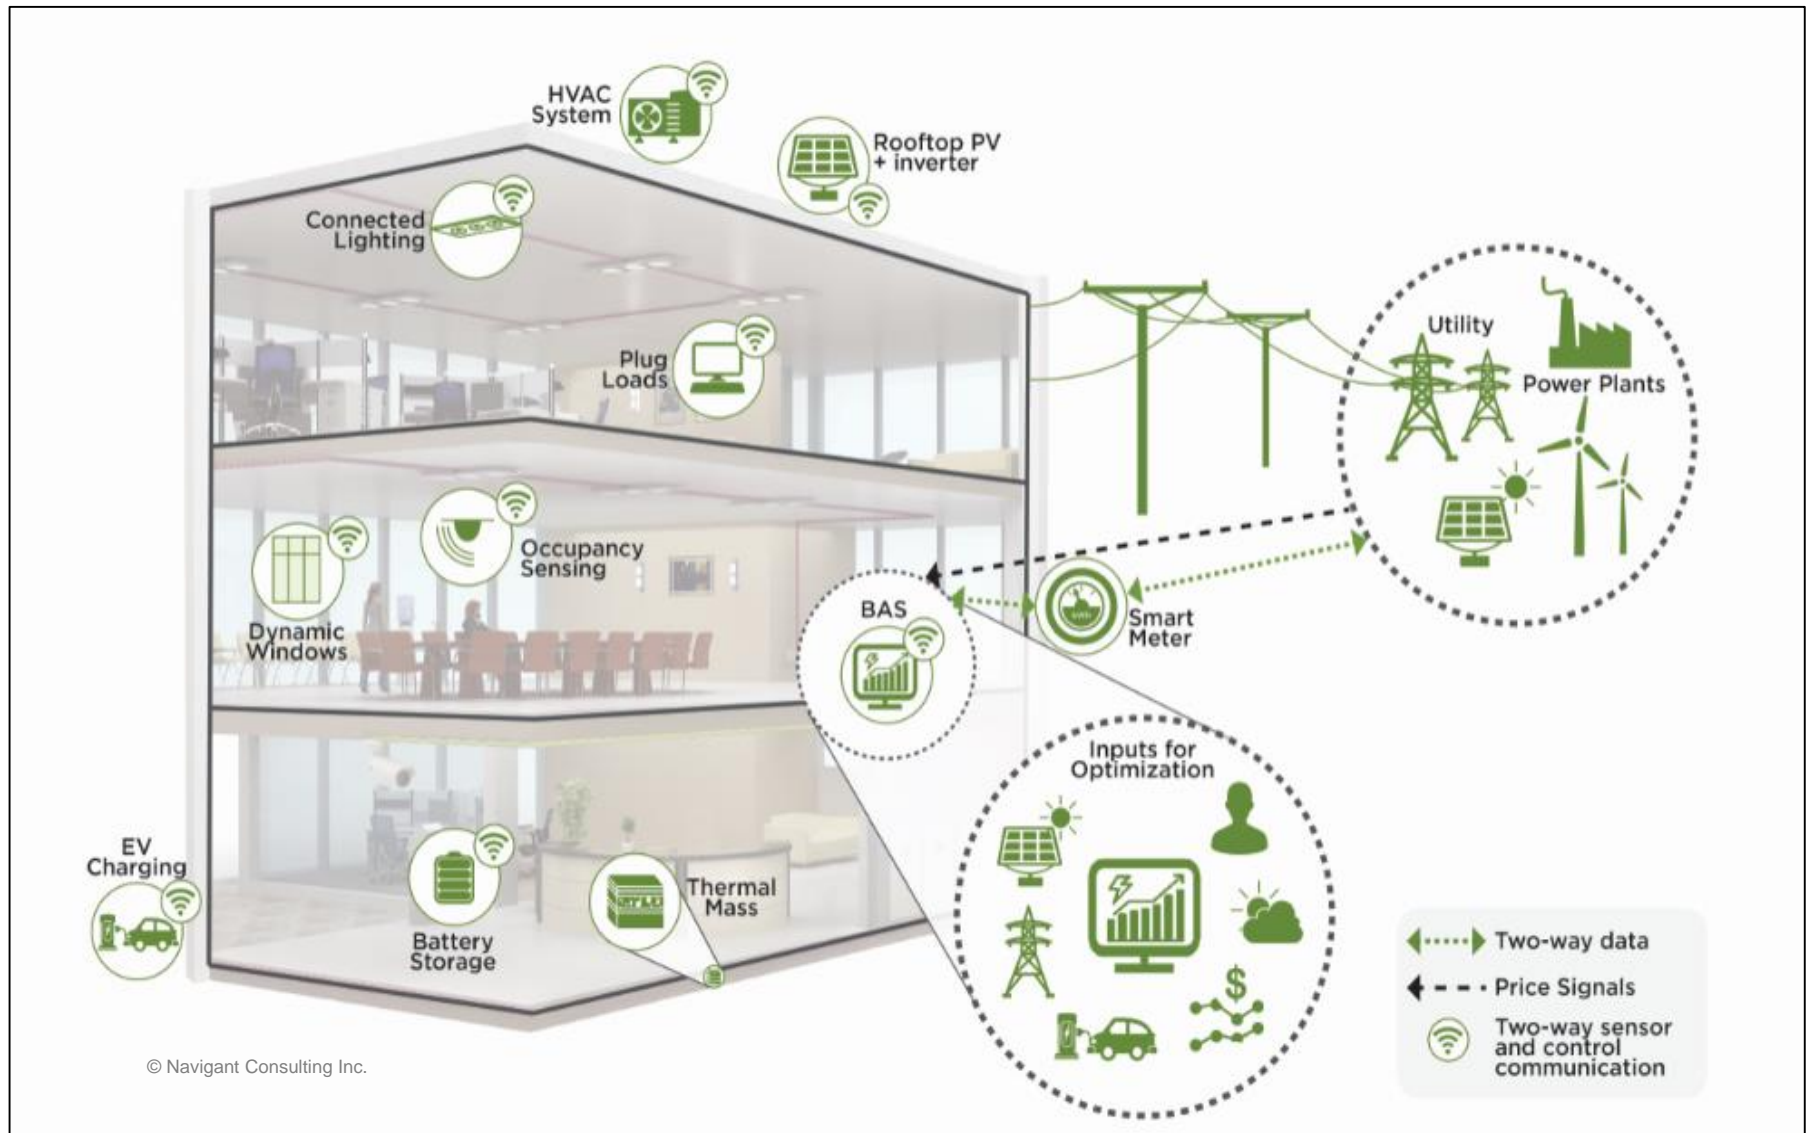 HVAC
System
Rooftop PV
+ inverter
Connected
Lighting
Plug
Loads
Utility
Power Plants
Occupancy
Sensing
Dynamic
Windows
BAS
kWh
Smart
Meter
Inputs for
Optimization
EV
Charging
Thermal
Mass
Battery
Storage
$
Two-way data
Price Signals
Two-way sensor
and control
communication
© Navigant Consulting Inc.